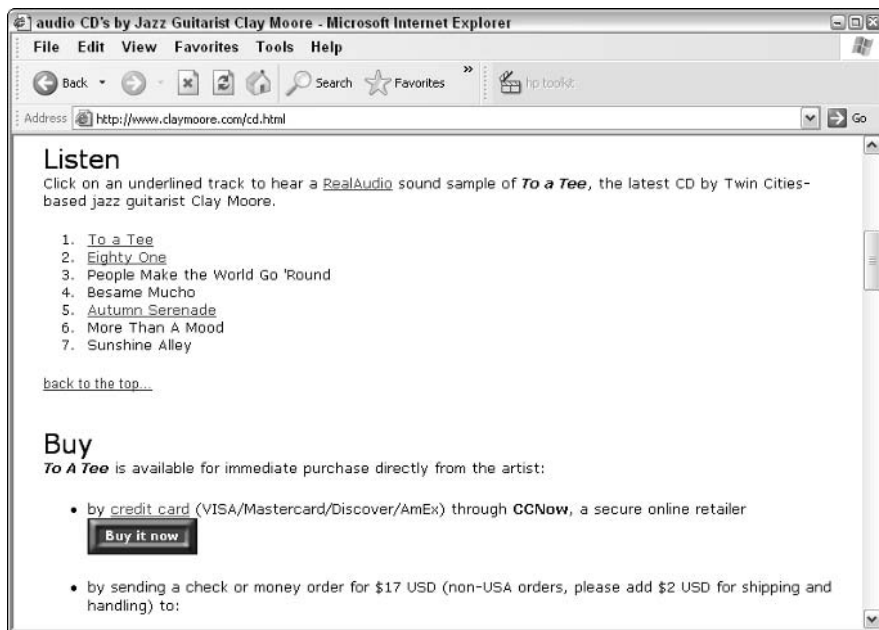 audio CD's by Jazz Guitarist Clay Moore - Microsoft Internet Explorer
File Edit View Favorites Tools Help
Back Search Favorites » hp toolkit
Address http://www.claymoore.com/cd.html Go
Listen
Click on an underlined track to hear a RealAudio sound sample of To a Tee, the latest CD by Twin Cities-
based jazz guitarist Clay Moore.
1. To a Tee
2. Eighty One
3. People Make the World Go 'Round
4. Besame Mucho
5. Autumn Serenade
6. More Than A Mood
7. Sunshine Alley
back to the top...
Buy
To A Tee is available for immediate purchase directly from the artist:
• by credit card (VISA/Mastercard/Discover/AmEx) through CCNow, a secure online retailer
Buy it now
• by sending a check or money order for $17 USD (non-USA orders, please add $2 USD for shipping and
handling) to: